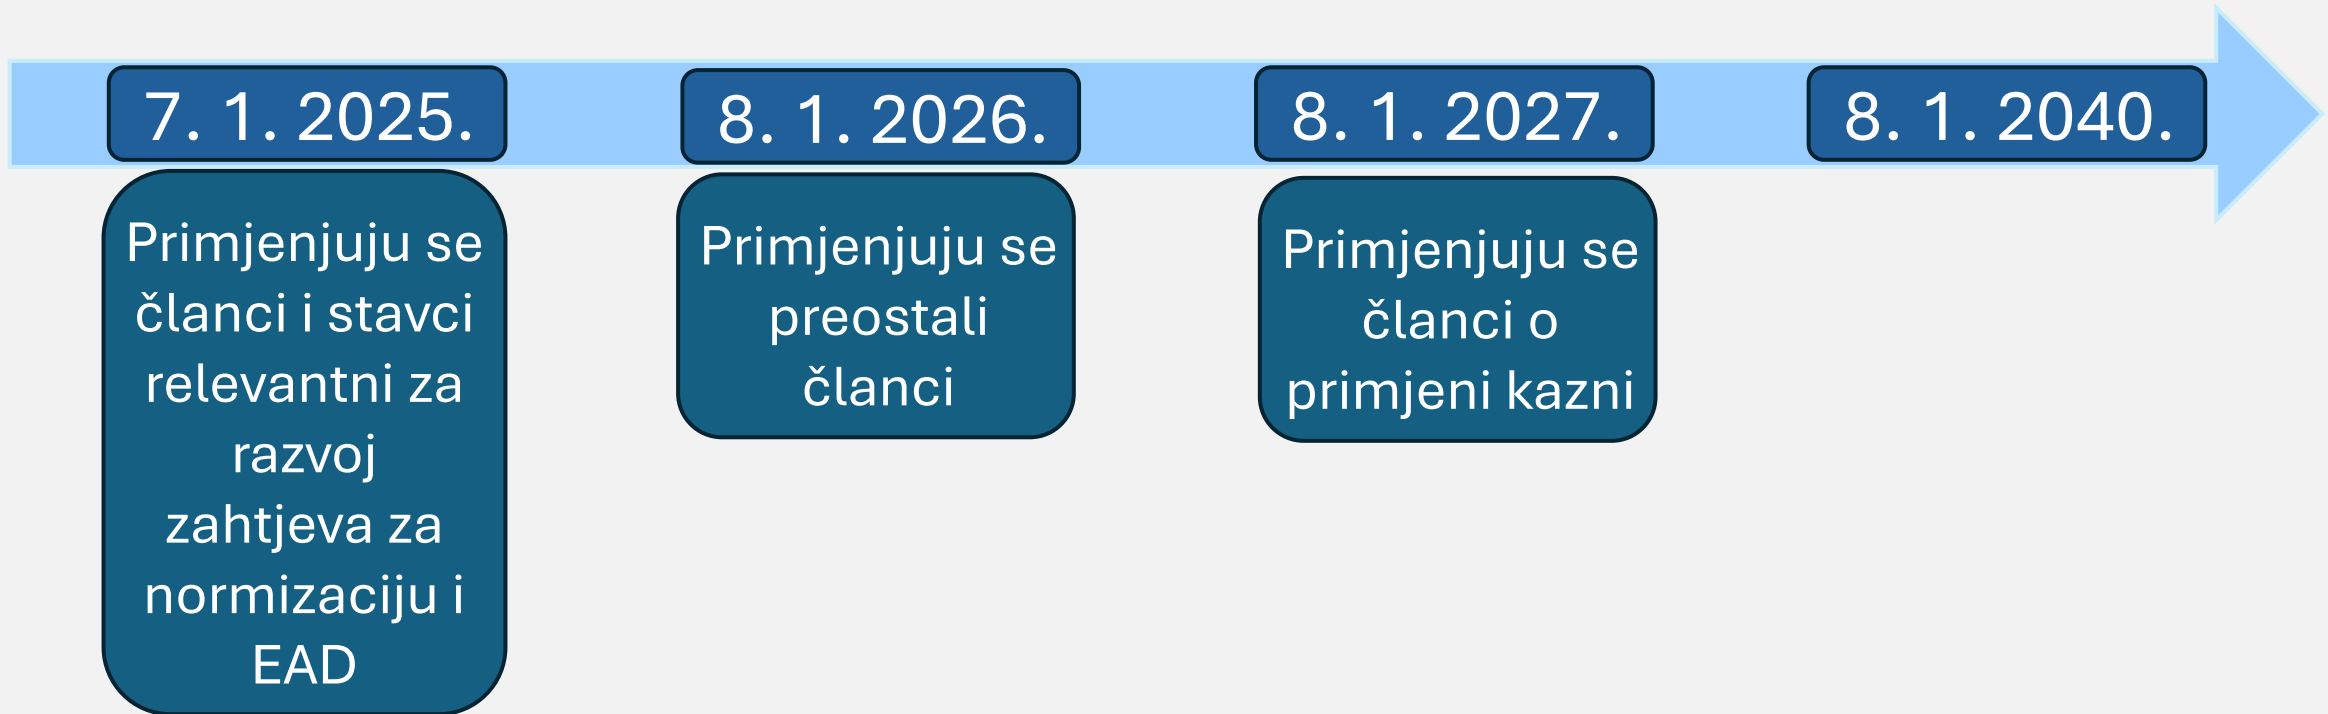 7. 1. 2025.
8. 1. 2026.
8. 1. 2027.
8. 1. 2040.
Primjenjuju se
članci i stavci
relevantni za
razvoj
zahtjeva za
normizaciju i
EAD
Primjenjuju se
preostali
članci
Primjenjuju se
članci o
primjeni kazni